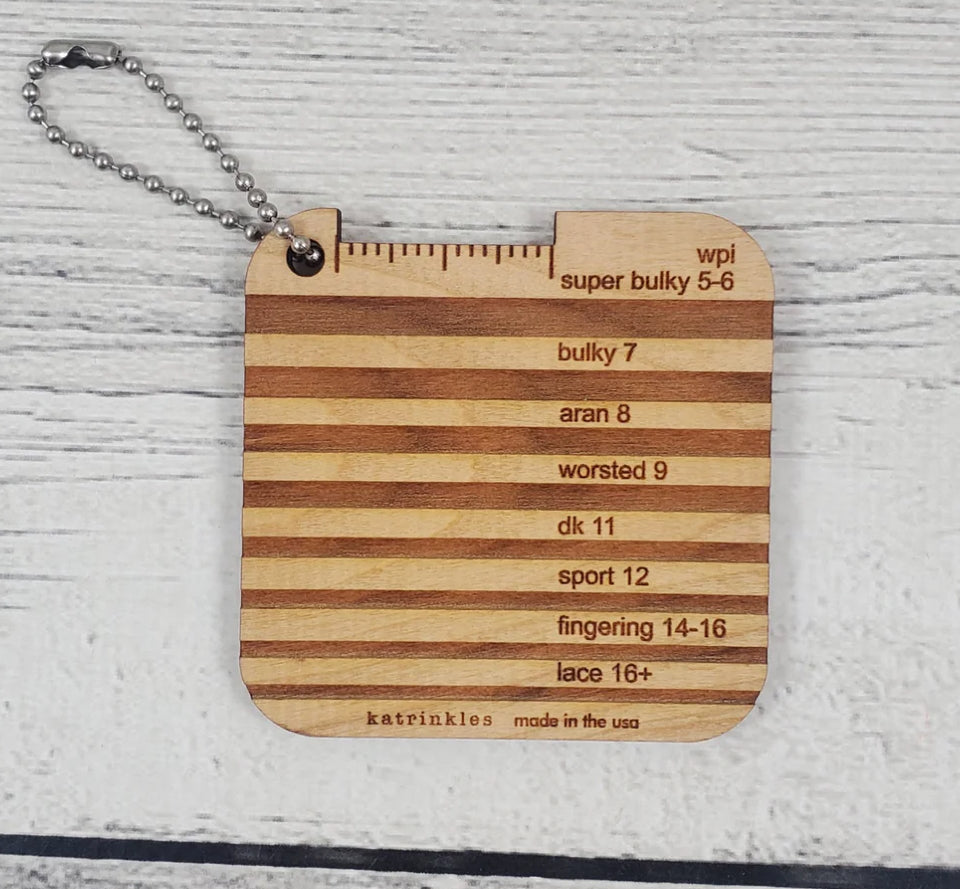 wpi
super bulky 5-6
bulky 7
aran 8
worsted 9
dk 11
sport 12
fingering 14-16
lace 16+
katrinkles made in the usa